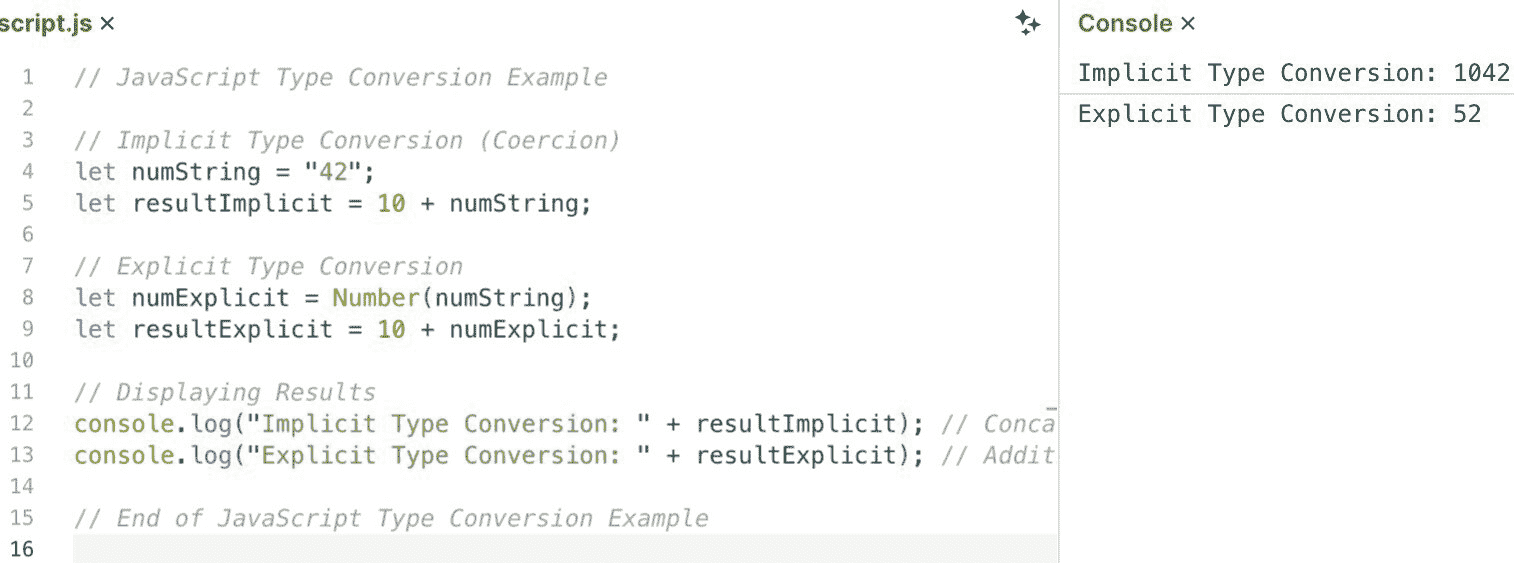 script.js ×
1 // JavaScript Type Conversion Example
2
3 // Implicit Type Conversion (Coercion)
4 let numString = "42";
5 let resultImplicit = 10 + numString;
6
7 // Explicit Type Conversion
8 let numExplicit = Number(numString);
9 let resultExplicit = 10 + numExplicit;
10
11 // Displaying Results
12 console.log("Implicit Type Conversion: " + resultImplicit); // Conca
13 console.log("Explicit Type Conversion: " + resultExplicit); // Addit
14
15 // End of JavaScript Type Conversion Example
16
Console ×
Implicit Type Conversion: 1042
Explicit Type Conversion: 52